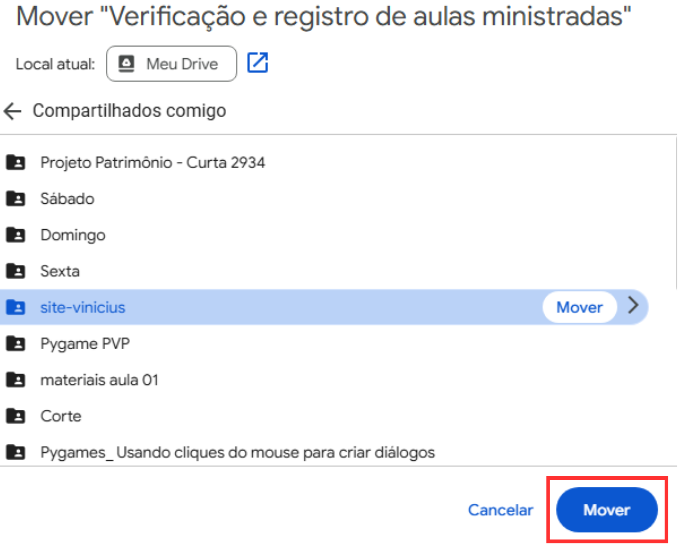 Mover "Verificação e registro de aulas ministradas"
Local atual: Meu Drive
Compartilhados comigo
Projeto Patrimônio - Curta 2934
Sábado
Domingo
Sexta
site-vinicius Mover
Pygame PVP
materiais aula 01
Corte
Pygames_ Usando cliques do mouse para criar diálogos
Cancelar Mover